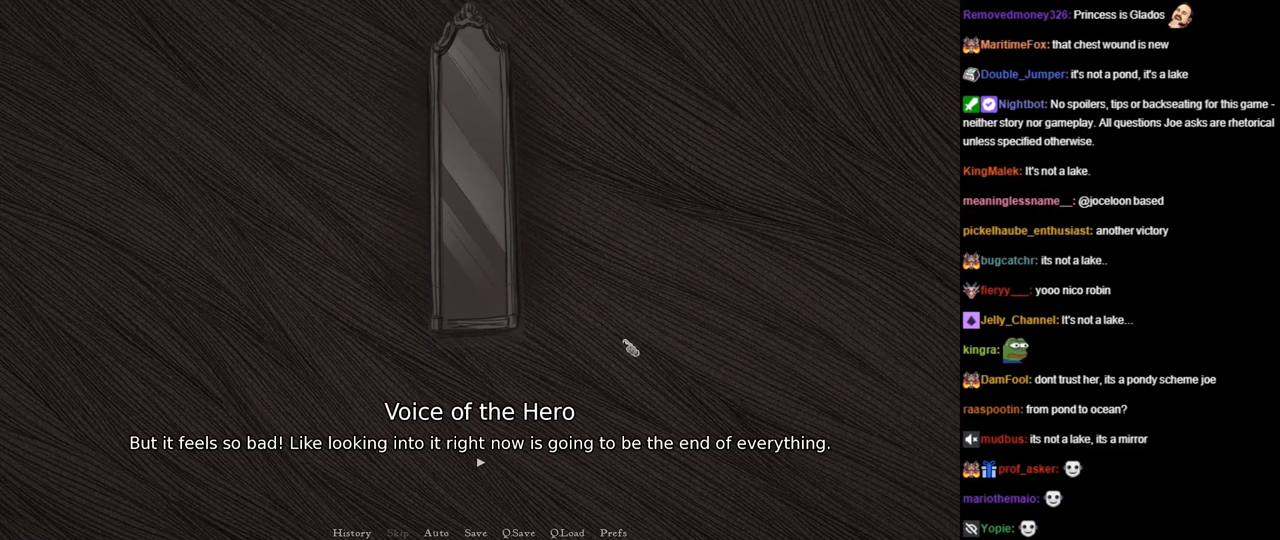 Voice of the Hero
But it feels so bad! Like looking into it right now is going to be the end of everything.
History Skip Auto Save Q.Save Q.Load Prefs
Removedmoney326: Princess is Glados
MaritimeFox: that chest wound is new
Double_Jumper: it's not a pond, it's a lake
Nightbot: No spoilers, tips or backseating for this game -
neither story nor gameplay. All questions Joe asks are rhetorical
unless specified otherwise.
KingMalek: It's not a lake.
meaninglessname__: @joceloon based
pickelhaube_enthusiast: another victory
bugcatchr: its not a lake..
fieryy___: yooo nico robin
Jelly_Channel: It's not a lake...
kingra:
DamFool: dont trust her, its a pondy scheme joe
raaspootin: from pond to ocean?
mudbus: its not a lake, its a mirror
prof_asker:
mariothemaio:
Yopie: